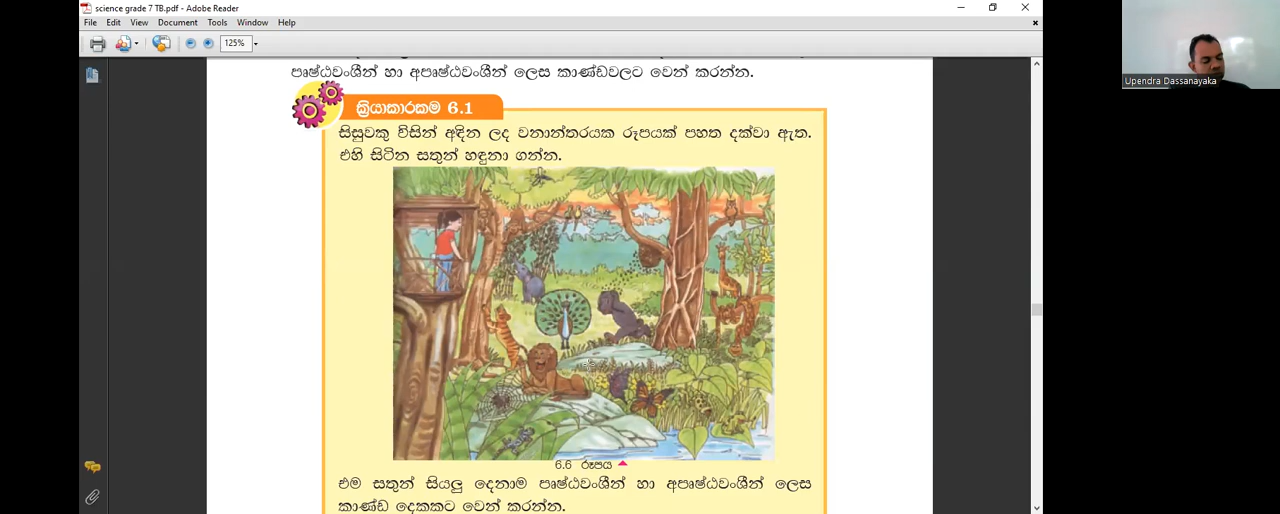 science grade 7 TB.pdf - Adobe Reader
File Edit View Document Tools Window Help
125%
Upendra Dassanayaka
පෘෂ්ඨවංශීන් හා අපෘෂ්ඨවංශීන් ලෙස කාණ්ඩවලට වෙන් කරන්න.
ක්‍රියාකාරකම 6.1
සිසුවකු විසින් අඳින ලද වනාන්තරයක රූපයක් පහත දක්වා ඇත.
එහි සිටින සතුන් හඳුනා ගන්න.
6.6 රූපය
එම සතුන් සියලු දෙනාම පෘෂ්ඨවංශීන් හා අපෘෂ්ඨවංශීන් ලෙස
කාණ්ඩ දෙකකට වෙන් කරන්න.